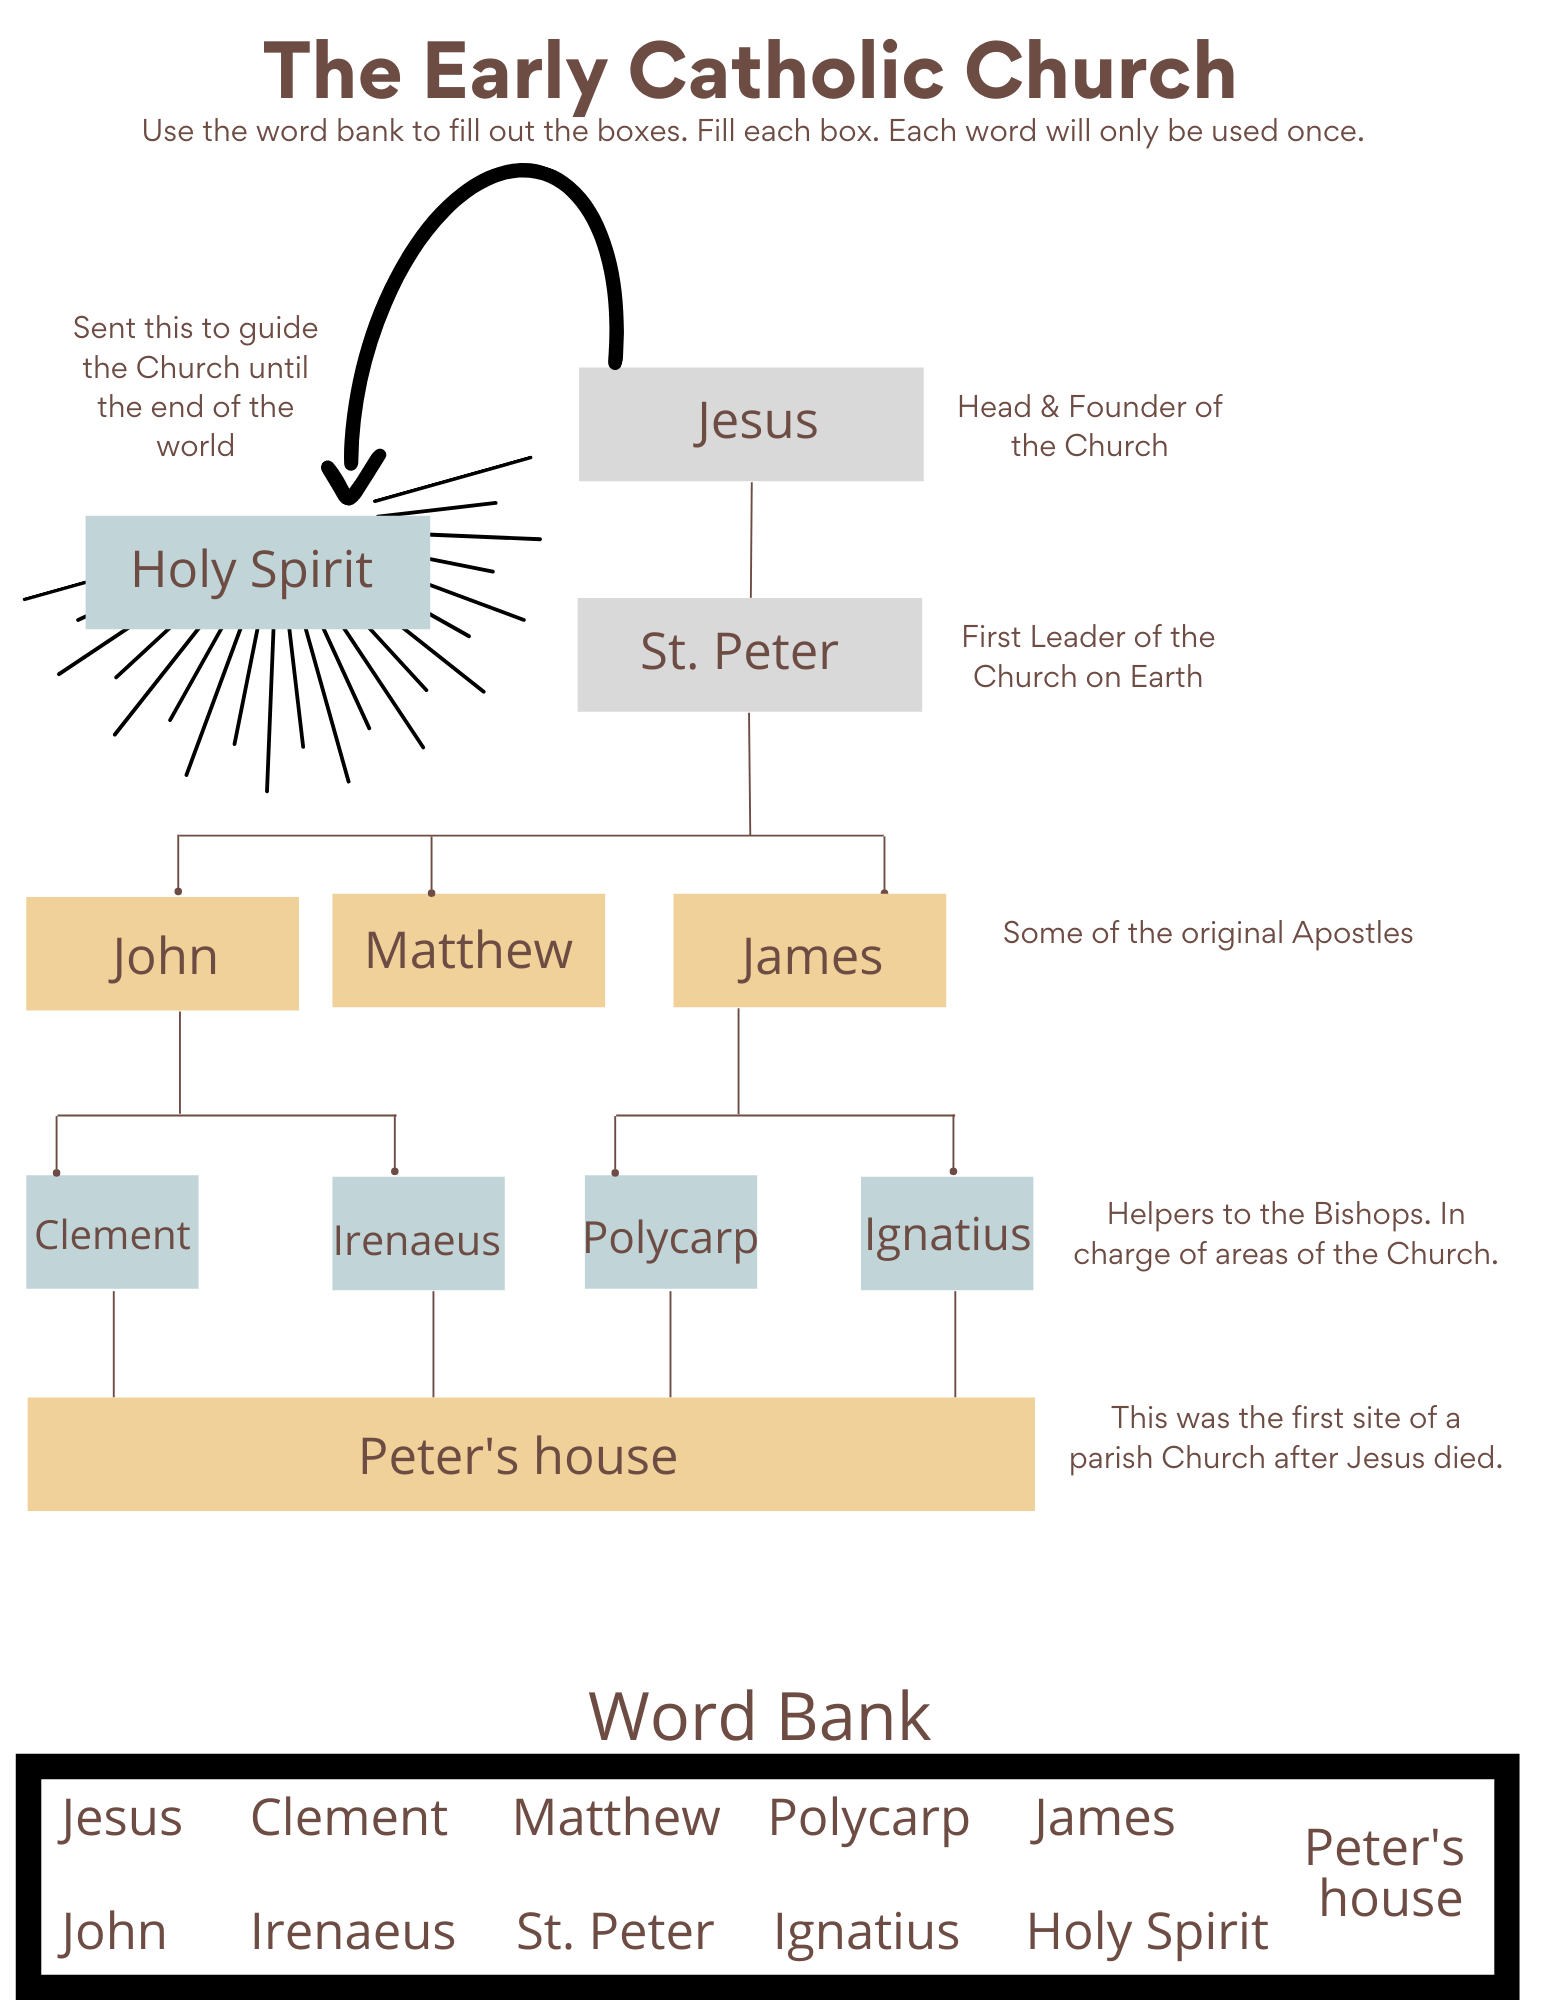 The Early Catholic Church
Use the word bank to fill out the boxes. Fill each box. Each word will only be used once.
Sent this to guide
the Church until
the end of the
world
Jesus
Head & Founder of
the Church
Holy Spirit
St. Peter
First Leader of the
Church on Earth
John
Matthew
James
Some of the original Apostles
Clement
Irenaeus
Polycarp
Ignatius
Helpers to the Bishops. In
charge of areas of the Church.
Peter's house
This was the first site of a
parish Church after Jesus died.
Word Bank
Jesus Clement Matthew Polycarp James
Peter's
house
John Irenaeus St. Peter Ignatius Holy Spirit